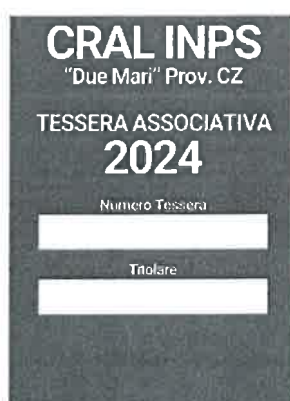 CRAL INPS
"Due Mari" Prov. CZ
TESSERA ASSOCIATIVA
2024
Numero Tessera
Titolare